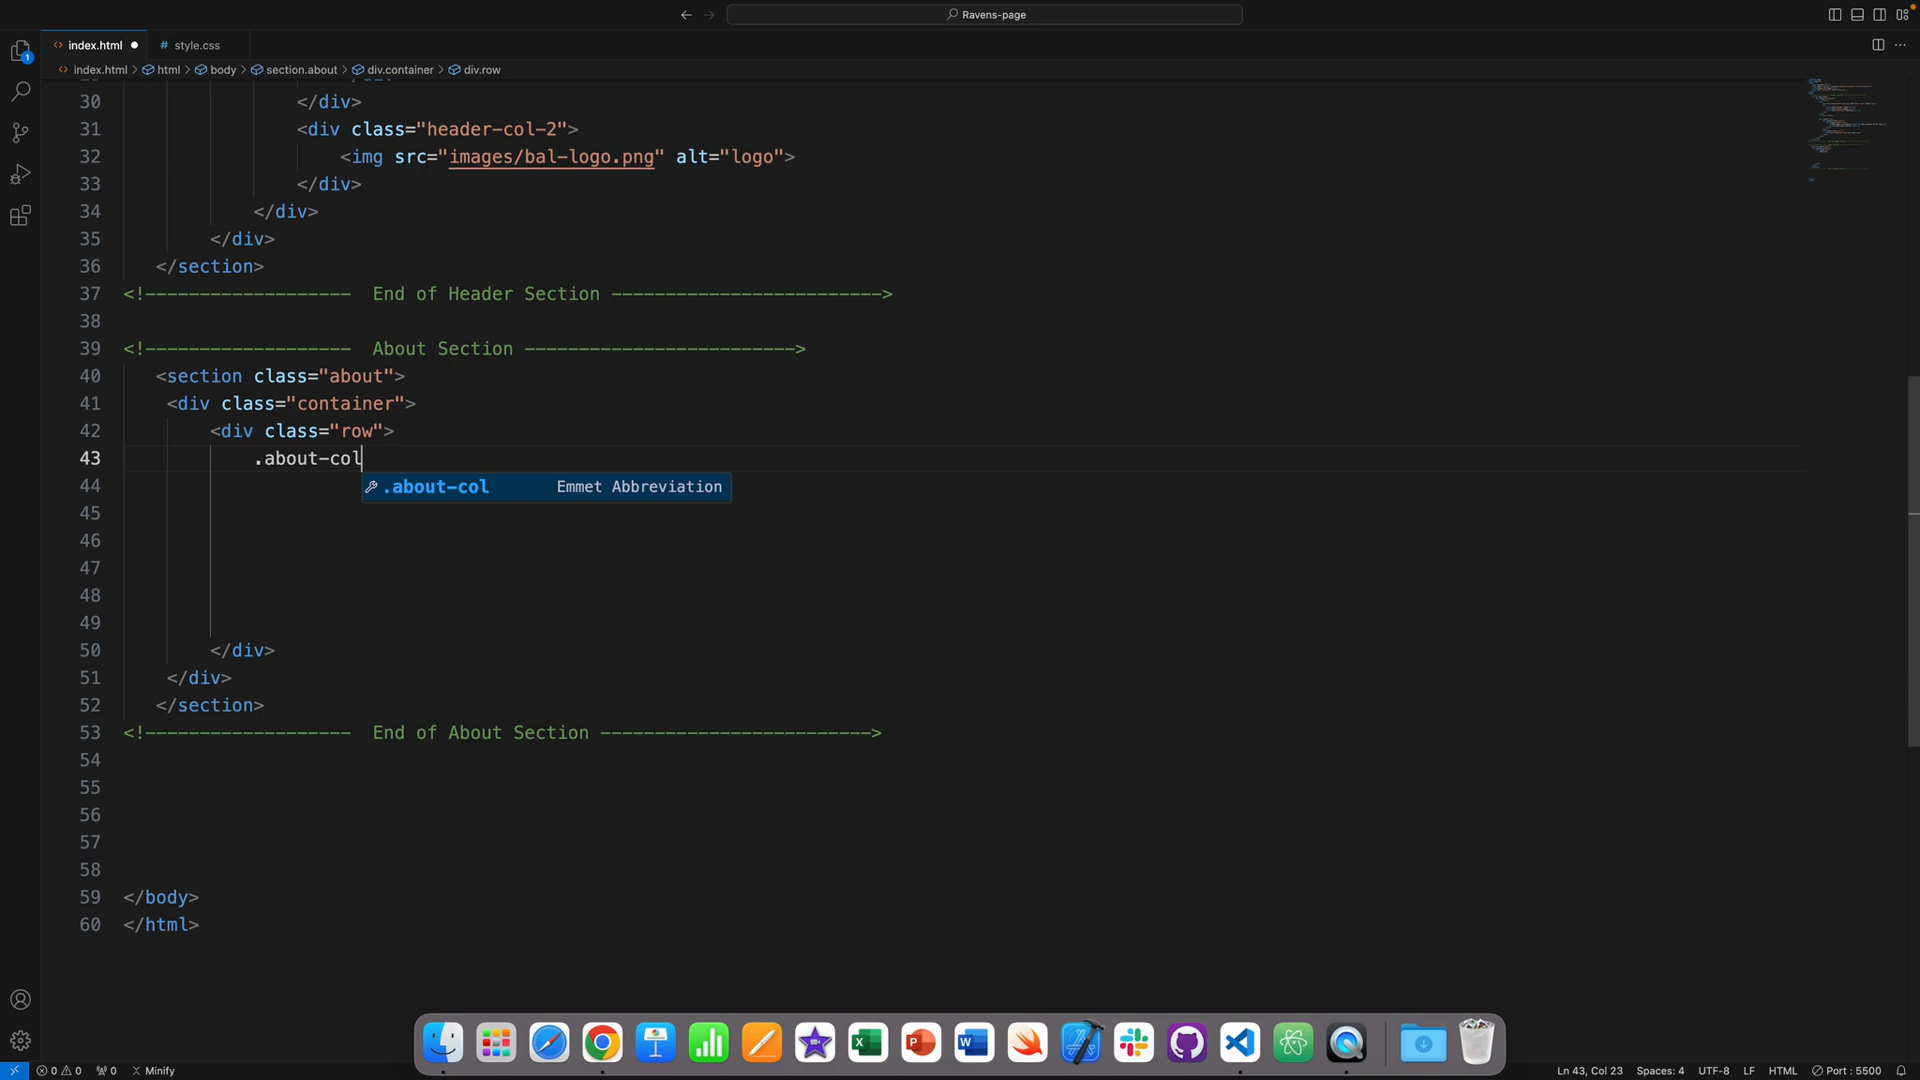 Ravens-page
index.html
# style.css
index.html > html > body > section.about > div.container > div.row
30 </div>
31 <div class="header-col-2">
32 <img src="images/bal-logo.png" alt="logo">
33 </div>
34 </div>
35 </div>
36 </section>
37 <!------------------- End of Header Section ------------------------->
38
39 <!------------------- About Section ------------------------->
40 <section class="about">
41 <div class="container">
42 <div class="row">
43 .about-col
.about-col Emmet Abbreviation
44
45
46
47
48
49
50 </div>
51 </div>
52 </section>
53 <!------------------- End of About Section ------------------------->
54
55
56
57
58
59 </body>
60 </html>
0 0 0 Minify Ln 43, Col 23 Spaces: 4 UTF-8 LF HTML Port : 5500